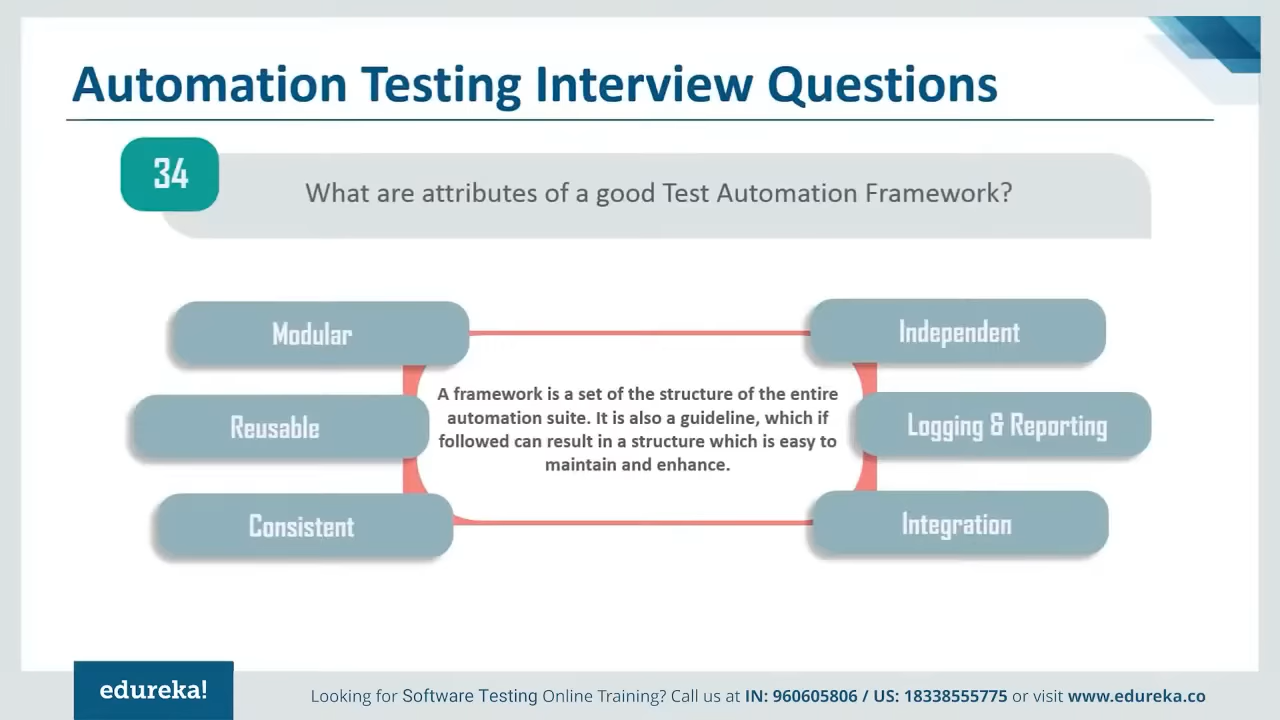 Automation Testing Interview Questions
34
What are attributes of a good Test Automation Framework?
Modular
Independent
A framework is a set of the structure of the entire
automation suite. It is also a guideline, which if
followed can result in a structure which is easy to
maintain and enhance.
Reusable
Logging & Reporting
Consistent
Integration
edureka!
Looking for Software Testing Online Training? Call us at IN: 960605806 / US: 18338555775 or visit www.edureka.co